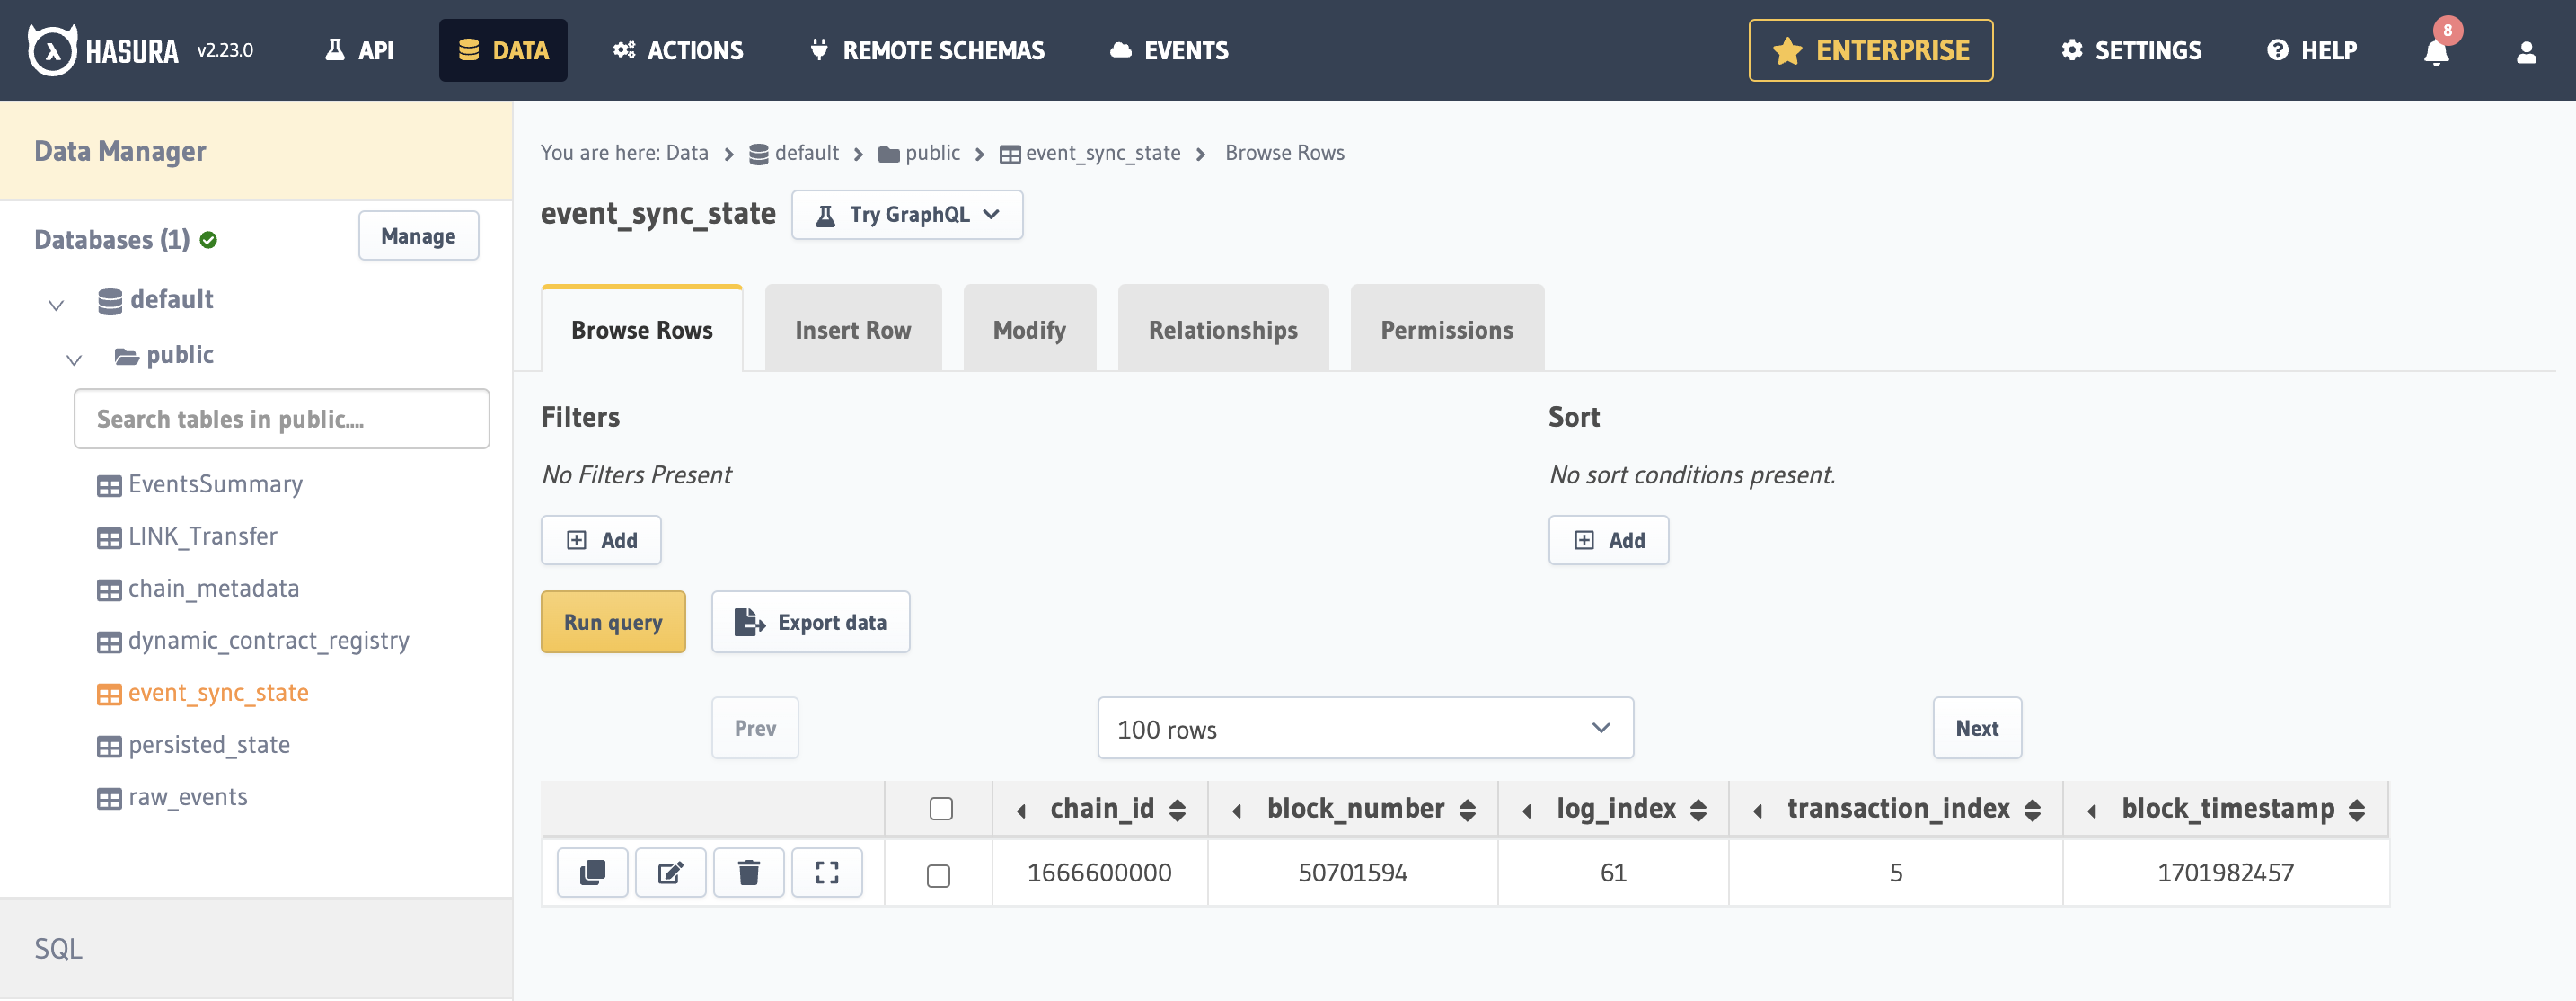 HASURA v2.23.0 API DATA ACTIONS REMOTE SCHEMAS EVENTS ENTERPRISE SETTINGS HELP 8
Data Manager
Databases (1) Manage
default
public
Search tables in public....
EventsSummary
LINK_Transfer
chain_metadata
dynamic_contract_registry
event_sync_state
persisted_state
raw_events
SQL
You are here: Data default public event_sync_state Browse Rows
event_sync_state Try GraphQL
Browse Rows Insert Row Modify Relationships Permissions
Filters
No Filters Present
Add
Sort
No sort conditions present.
Add
Run query Export data
Prev 100 rows Next
chain_id block_number log_index transaction_index block_timestamp
1666600000 50701594 61 5 1701982457